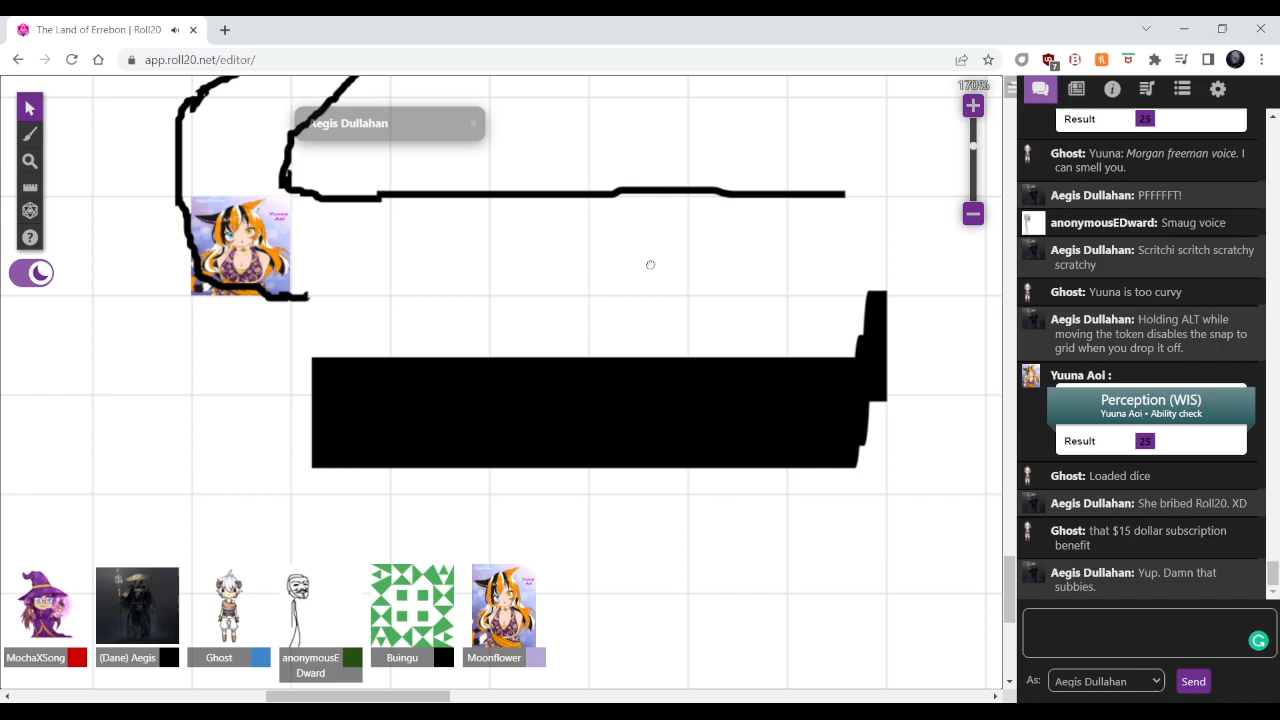 The Land of Errebon | Roll20
app.roll20.net/editor/
7
170%
Aegis Dullahan
Yuuna
Aoi
Result 25
Ghost: Yuuna: Morgan freeman voice. I
can smell you.
Aegis Dullahan: PFFFFFT!
anonymousEDward: Smaug voice
Aegis Dullahan: Scritchi scritch scratchy
scratchy
Ghost: Yuuna is too curvy
Aegis Dullahan: Holding ALT while
moving the token disables the snap to
grid when you drop it off.
Yuuna Aoi :
Perception (WIS)
Yuuna Aoi • Ability check
Result 25
Ghost: Loaded dice
Aegis Dullahan: She bribed Roll20. XD
Ghost: that $15 dollar subscription
benefit
Aegis Dullahan: Yup. Damn that
subbies.
As: Aegis Dullahan Send
MochaXSong
(Dane) Aegis
Ghost
anonymousE
Dward
Buingu
Moonflower